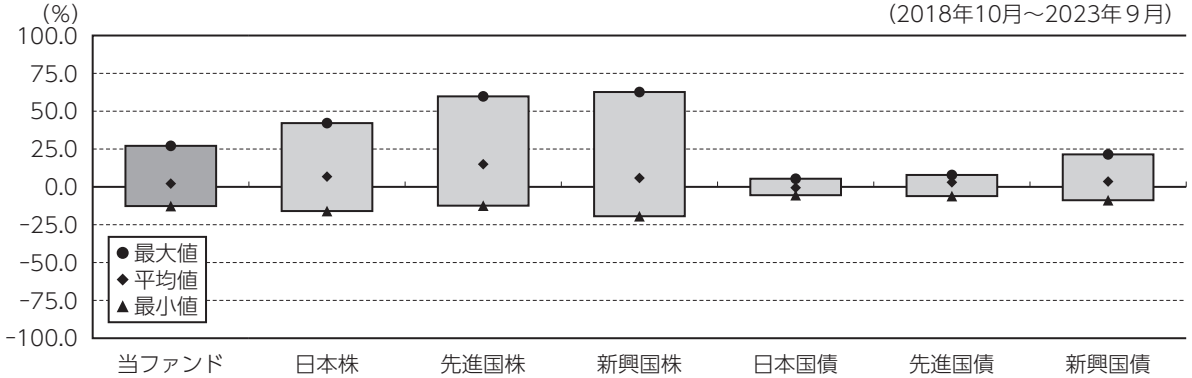 (%)
(2018年10月～2023年９月)
100.0
75.0
50.0
25.0
0.0
-25.0
-50.0
-75.0
-100.0
最大値
平均値
最小値
当ファンド 日本株 先進国株 新興国株 日本国債 先進国債 新興国債